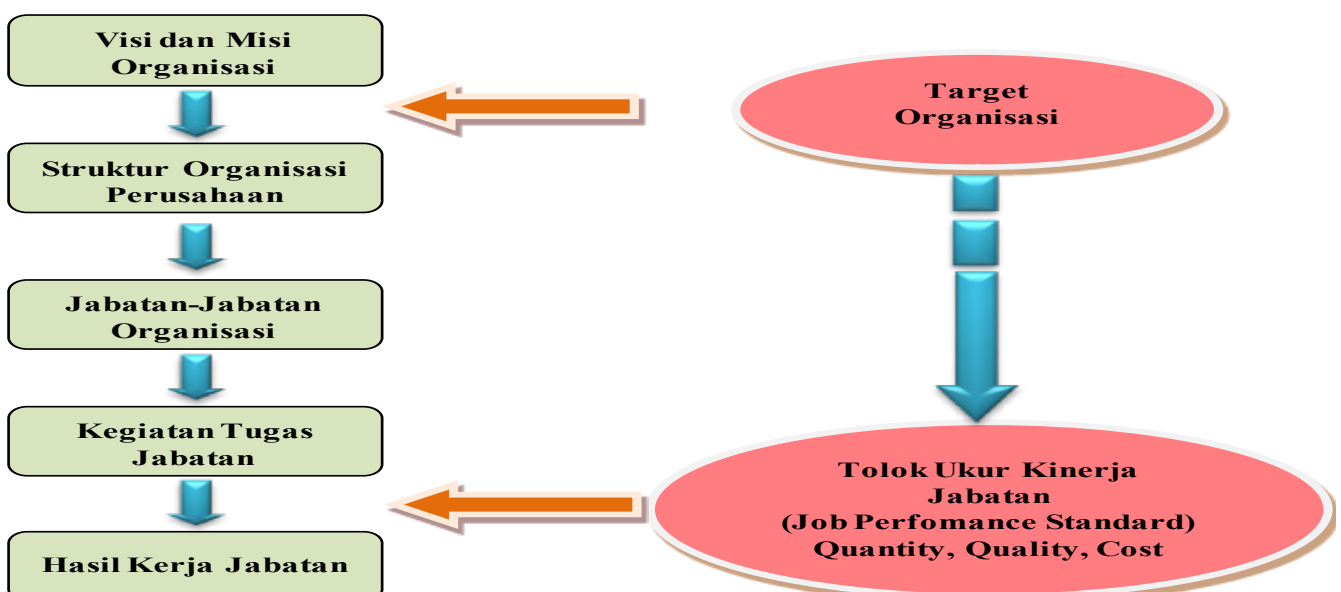 Visi dan Misi
Organisasi
Struktur Organisasi
Perusahaan
Jabatan-Jabatan
Organisasi
Kegiatan Tugas
Jabatan
Hasil Kerja Jabatan
Target
Organisasi
Tolok Ukur Kinerja
Jabatan
(Job Perfomance Standard)
Quantity, Quality, Cost